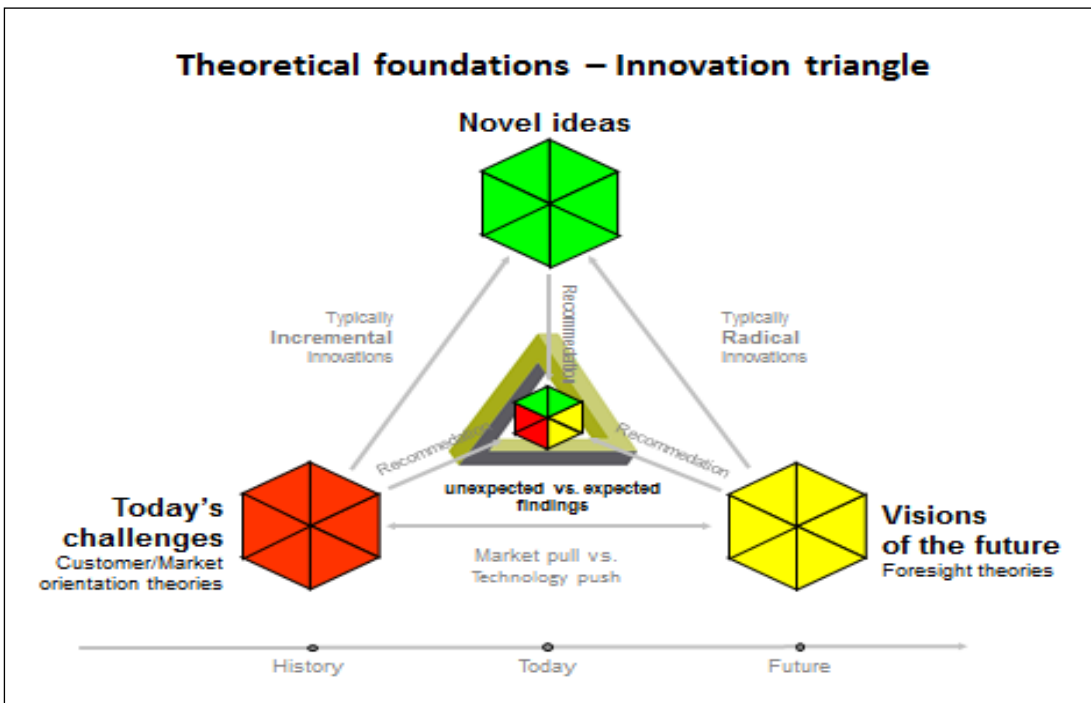 Theoretical foundations – Innovation triangle
Novel ideas
Typically
Incremental
Innovations
Recommedation
Typically
Radical
Innovations
Recommedation
Recommedation
unexpected vs. expected
findings
Today's
challenges
Customer/Market
orientation theories
Market pull vs.
Technology push
Visions
of the future
Foresight theories
History
Today
Future